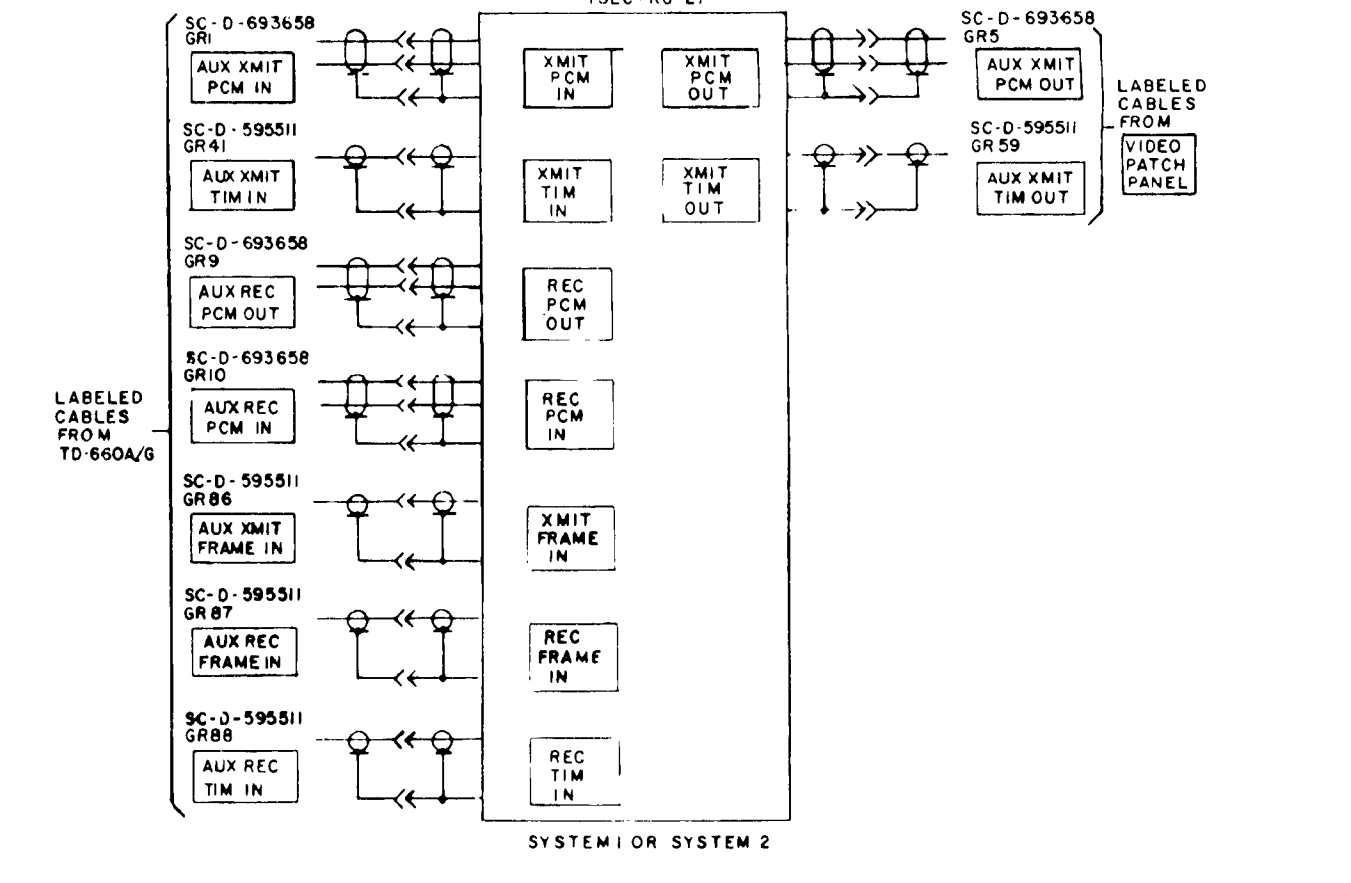 SC-D-693658
GR1
AUX XMIT
PCM IN
SC-D-595511
GR41
AUX XMIT
TIM IN
SC-D-693658
GR9
AUX REC
PCM OUT
SC-D-693658
GR10
AUX REC
PCM IN
SC-D-595511
GR86
AUX XMIT
FRAME IN
SC-D-595511
GR87
AUX REC
FRAME IN
SC-D-595511
GR88
AUX REC
TIM IN
LABELED
CABLES
FROM
TD-660A/G
XMIT
PCM
IN
XMIT
PCM
OUT
XMIT
TIM
IN
XMIT
TIM
OUT
REC
PCM
OUT
REC
PCM
IN
XMIT
FRAME
IN
REC
FRAME
IN
REC
TIM
IN
SC-D-693658
GR5
AUX XMIT
PCM OUT
SC-D-595511
GR59
AUX XMIT
TIM OUT
LABELED
CABLES
FROM
VIDEO
PATCH
PANEL
SYSTEM 1 OR SYSTEM 2